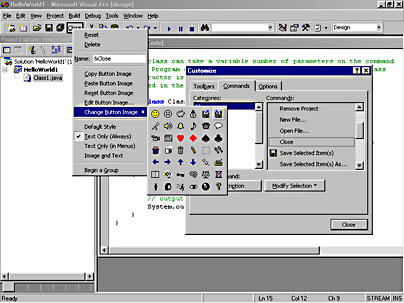 HelloWorld1 - Microsoft Visual J++ [design]
File Edit View Project Build Debug Tools Window Help
Close
Design
Reset
Delete
Name: &Close
Copy Button Image
Paste Button Image
Reset Button Image
Edit Button Image...
Change Button Image
Default Style
Text Only (Always)
Text Only (in Menus)
Image and Text
Begin a Group
Solution 'HelloWorld1' (1
HelloWorld1
Class1.java
Code]
class can take a variable number of parameters on the command
Program
ctor is
ed in the
class Clas
// output
System.ou
}
}
Customize
Toolbars Commands Options
Categories:
Commands:
Remove Project
New File...
Open File...
Close
Save Selected Item(s)
Save Selected Item(s) As...
mand:
cription
Modify Selection
Close
Ready
Ln 15 Col 12 Ch 9 STREAM INS